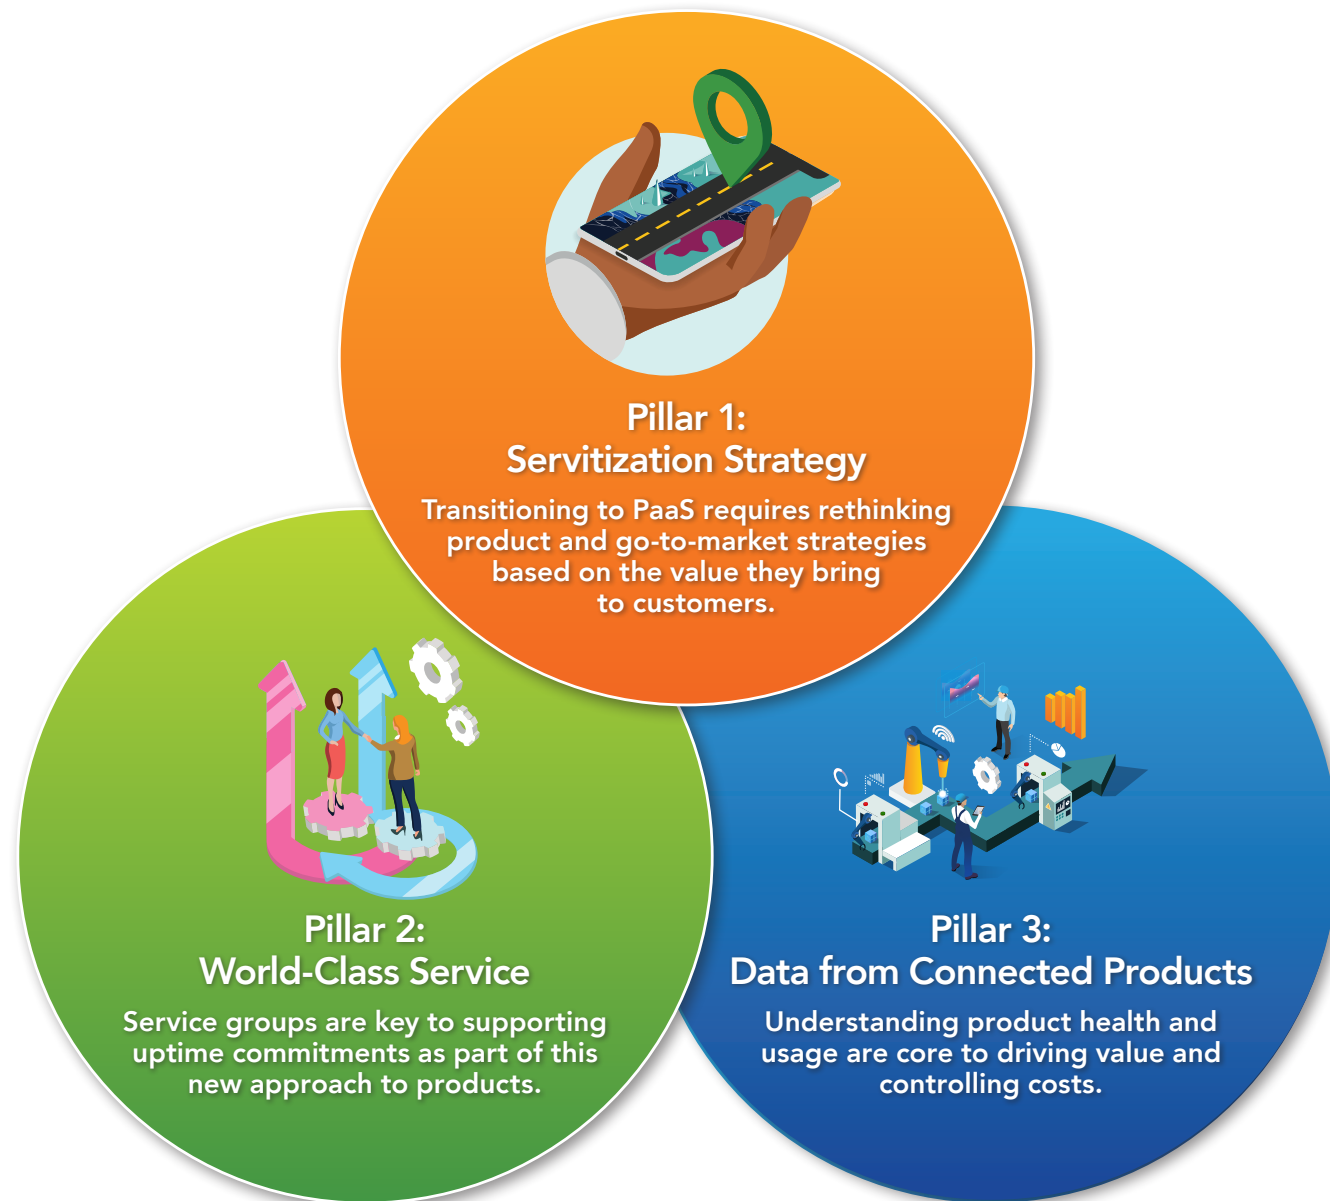 Pillar 1:
Servitization Strategy
Transitioning to PaaS requires rethinking
product and go-to-market strategies
based on the value they bring
to customers.
Pillar 2:
World-Class Service
Service groups are key to supporting
uptime commitments as part of this
new approach to products.
Pillar 3:
Data from Connected Products
Understanding product health and
usage are core to driving value and
controlling costs.